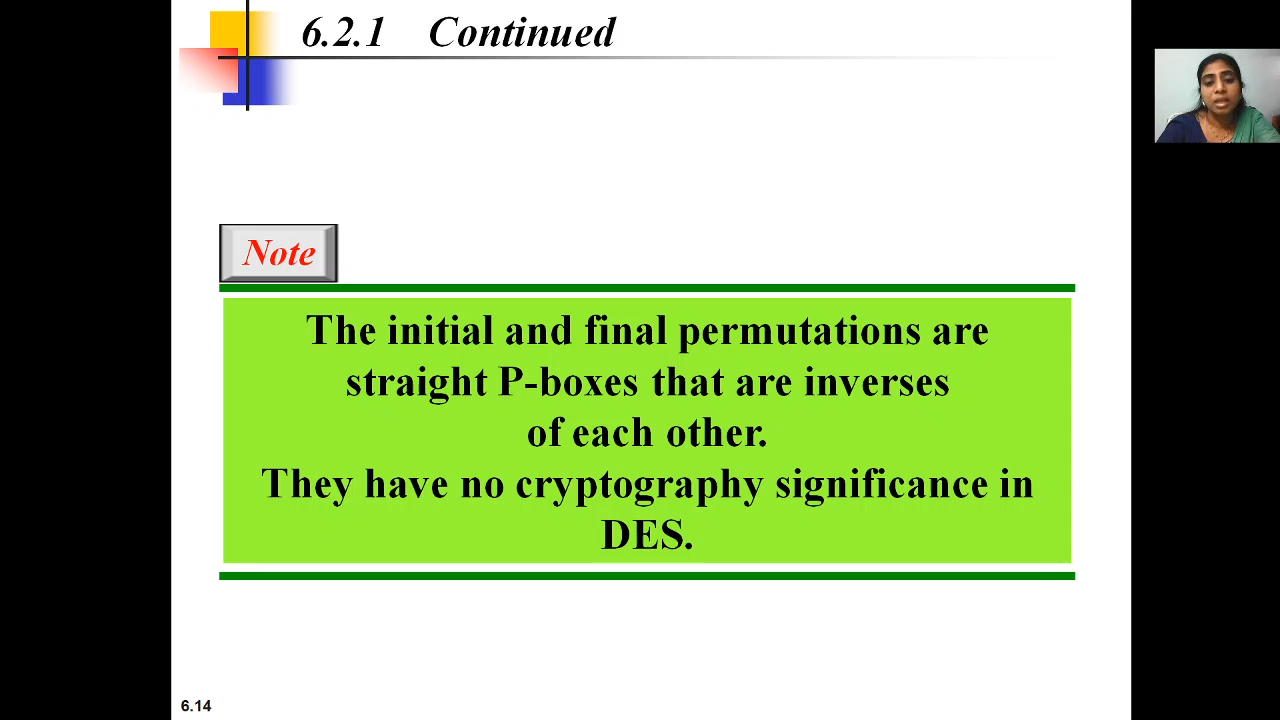 6.2.1 Continued
Note
The initial and final permutations are
straight P-boxes that are inverses
of each other.
They have no cryptography significance in
DES.
6.14